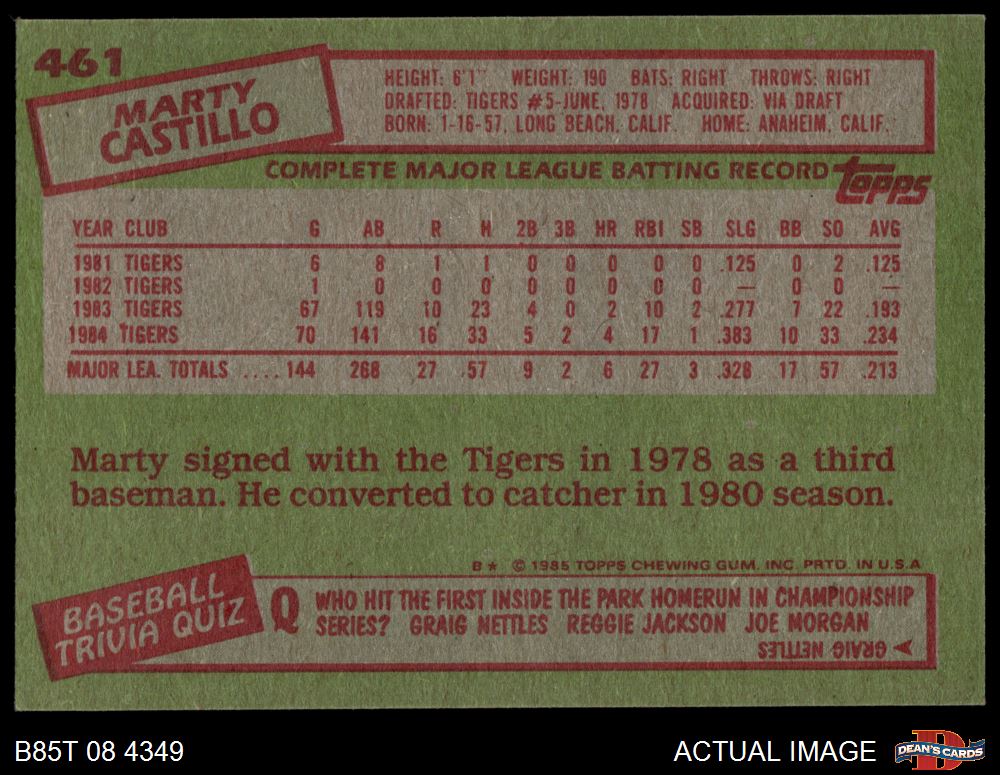 461
MARTY
CASTILLO
HEIGHT: 6'1" WEIGHT: 190 BATS: RIGHT THROWS: RIGHT
DRAFTED: TIGERS #5-JUNE, 1978 ACQUIRED: VIA DRAFT
BORN: 1-16-57, LONG BEACH, CALIF. HOME: ANAHEIM, CALIF.
COMPLETE MAJOR LEAGUE BATTING RECORD
topps
YEAR CLUB G AB R H 2B 3B HR RBI SB SLG BB SO AVG
1981 TIGERS 6 8 1 1 0 0 0 0 0 .125 0 2 .125
1982 TIGERS 1 0 0 0 0 0 0 0 0 — 0 0 —
1983 TIGERS 67 119 10 23 4 0 2 10 2 .277 7 22 .193
1984 TIGERS 70 141 16 33 5 2 4 17 1 .383 10 33 .234
MAJOR LEA. TOTALS .... 144 268 27 57 9 2 6 27 3 .328 17 57 .213
Marty signed with the Tigers in 1978 as a third
baseman. He converted to catcher in 1980 season.
B★ © 1985 TOPPS CHEWING GUM, INC. PRTD. IN U.S.A.
BASEBALL
TRIVIA QUIZ
Q WHO HIT THE FIRST INSIDE THE PARK HOMERUN IN CHAMPIONSHIP
SERIES? GRAIG NETTLES REGGIE JACKSON JOE MORGAN
GRAIG NETTLES
B85T 08 4349
ACTUAL IMAGE
DEAN'S CARDS